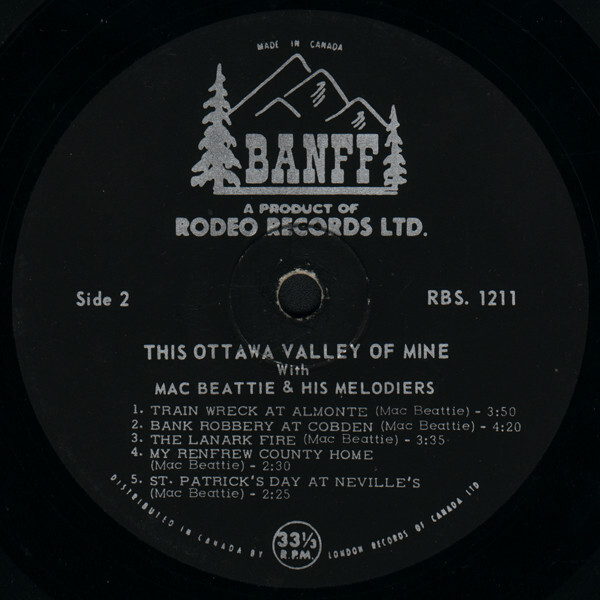 MADE IN CANADA
BANFF
A PRODUCT OF
RODEO RECORDS LTD.
Side 2
RBS. 1211
THIS OTTAWA VALLEY OF MINE
With
MAC BEATTIE & HIS MELODIERS
1. TRAIN WRECK AT ALMONTE (Mac Beattie) - 3:50
2. BANK ROBBERY AT COBDEN (Mac Beattie) - 4:20
3. THE LANARK FIRE (Mac Beattie) - 3:35
4. MY RENFREW COUNTY HOME
(Mac Beattie) - 2:30
5. ST. PATRICK'S DAY AT NEVILLE'S
(Mac Beattie) - 2:25
DISTRIBUTED IN CANADA BY LONDON RECORDS OF CANADA LTD
33⅓
R.P.M.